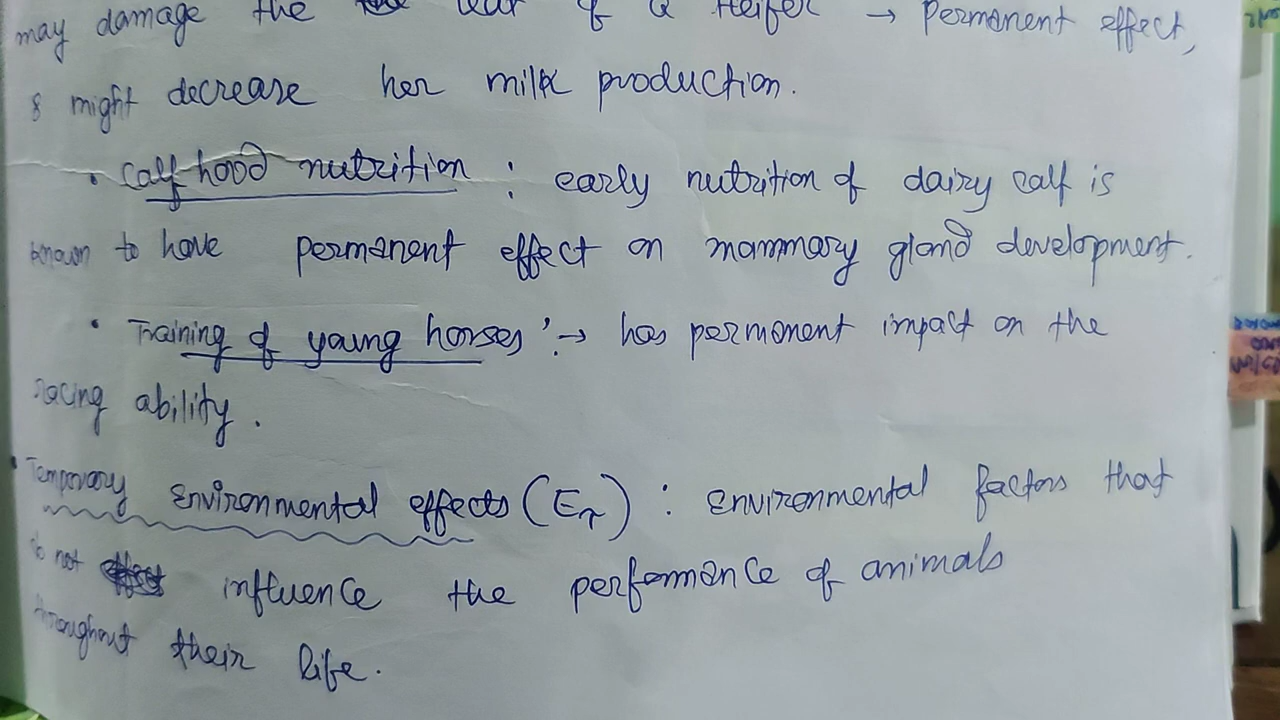 may damage the teat of a Heifer → Permanent effect,
& might decrease her milk production.
• Calf hood nutrition : early nutrition of dairy calf is
known to have permanent effect on mammary gland development.
• Training of young horses :→ has permanent impact on the
racing ability.
• Temporary Environmental effects (ET) : Environmental factors that
do not influence the performance of animals
throughout their life.